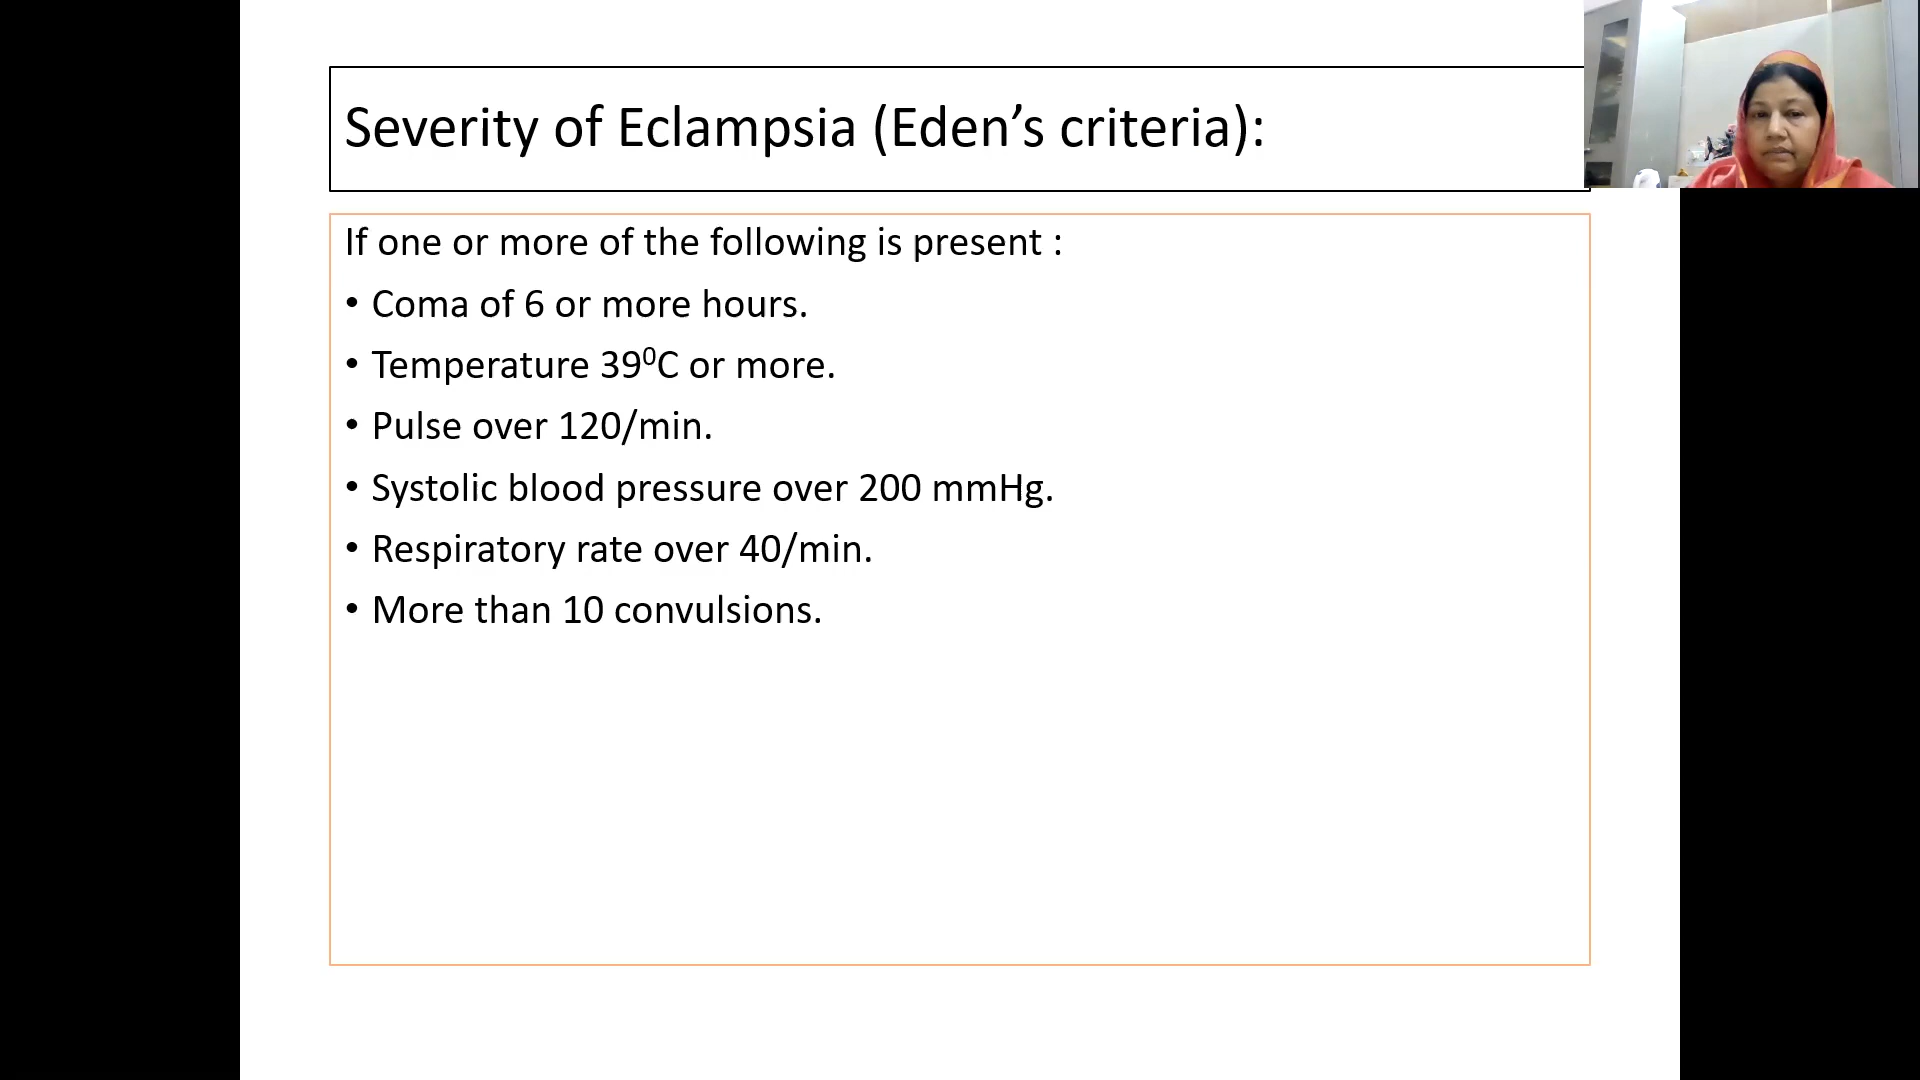 Severity of Eclampsia (Eden’s criteria):
If one or more of the following is present :
• Coma of 6 or more hours.
• Temperature 39⁰C or more.
• Pulse over 120/min.
• Systolic blood pressure over 200 mmHg.
• Respiratory rate over 40/min.
• More than 10 convulsions.